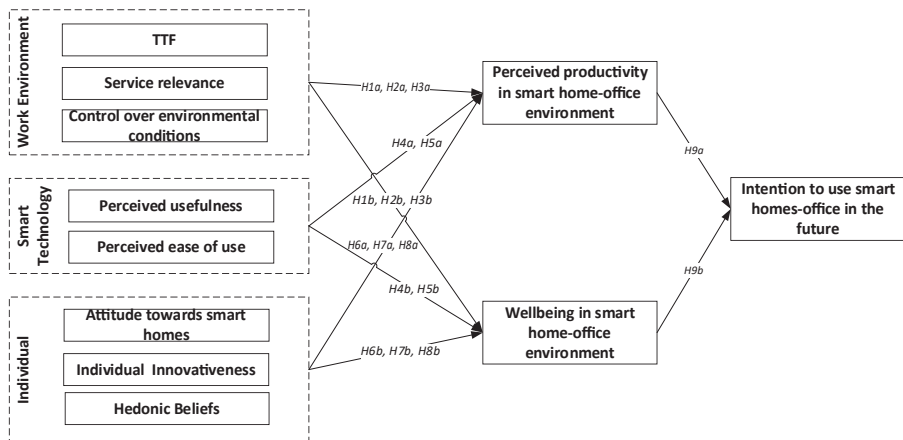 Work Environment
TTF
Service relevance
Control over environmental
conditions
Smart
Technology
Perceived usefulness
Perceived ease of use
Individual
Attitude towards smart
homes
Individual Innovativeness
Hedonic Beliefs
H1a, H2a, H3a
H4a, H5a
H1b, H2b, H3b
H6a, H7a, H8a
H4b, H5b
H6b, H7b, H8b
Perceived productivity
in smart home-office
environment
Wellbeing in smart
home-office
environment
H9a
H9b
Intention to use smart
homes-office in the
future